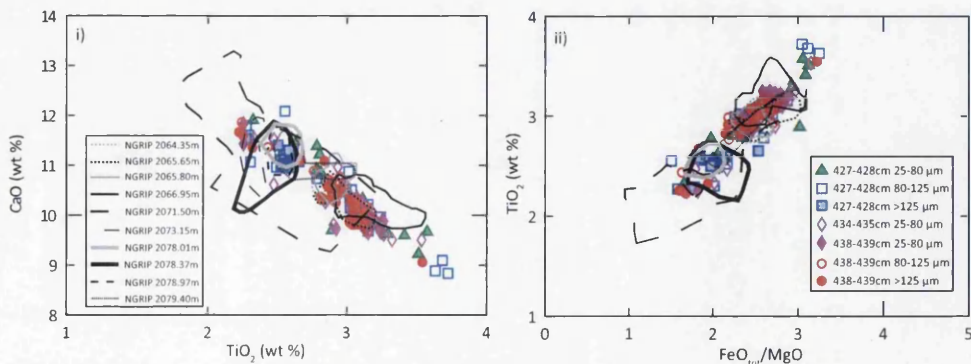 i)
14
13
12
11
10
9
8
CaO (wt %)
NGRIP 2064.35m
NGRIP 2065.65m
NGRIP 2065.80m
NGRIP 2066.95m
NGRIP 2071.50m
NGRIP 2073.15m
NGRIP 2078.01m
NGRIP 2078.37m
NGRIP 2078.97m
NGRIP 2079.40m
1 2 3 4
TiO2 (wt %)
ii)
4
3
2
1
TiO2 (wt %)
427-428cm 25-80 µm
427-428cm 80-125 µm
427-428cm >125 µm
434-435cm 25-80 µm
438-439cm 25-80 µm
438-439cm 80-125 µm
438-439cm >125 µm
0 1 2 3 4 5
FeOtot/MgO